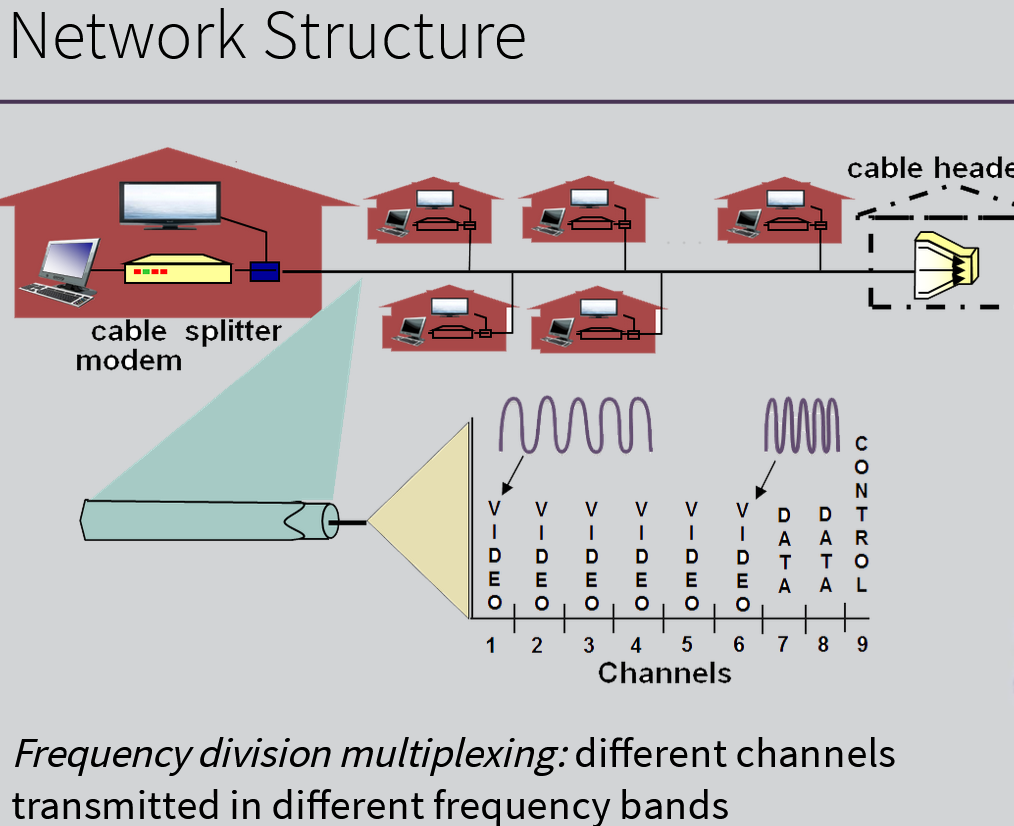 Network Structure
cable heade
cable splitter
modem
VIDEO
VIDEO
VIDEO
VIDEO
VIDEO
VIDEO
DATA
DATA
CONTROL
1 2 3 4 5 6 7 8 9
Channels
Frequency division multiplexing: different channels
transmitted in different frequency bands